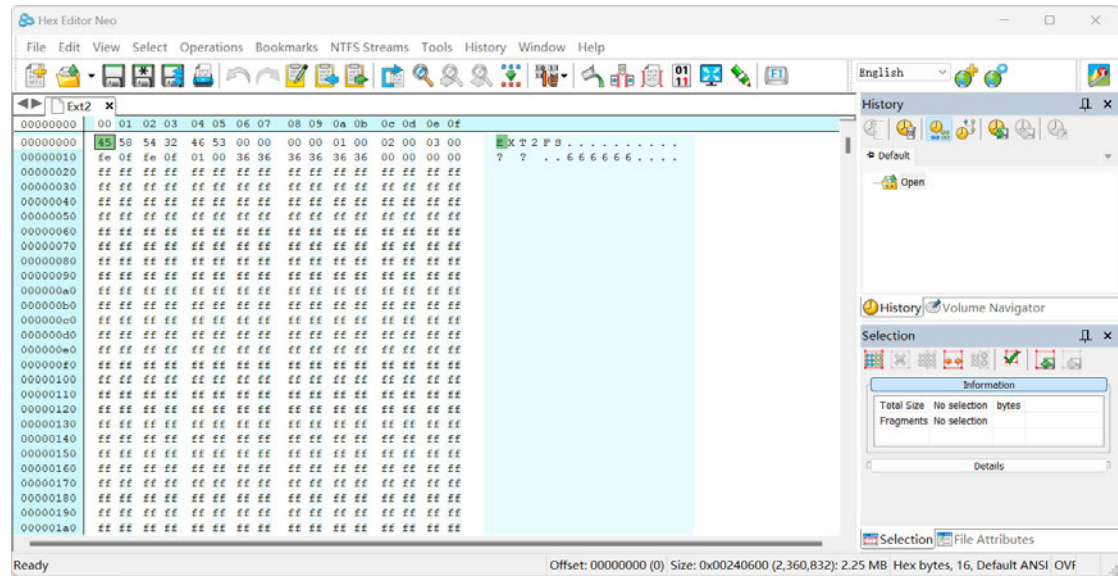 Hex Editor Neo
File Edit View Select Operations Bookmarks NTFS Streams Tools History Window Help
01
11
F1
English
Ext2
History
00000000 00 01 02 03 04 05 06 07 08 09 0a 0b 0c 0d 0e 0f
00000000 45 58 54 32 46 53 00 00 00 00 01 00 02 00 03 00 EXT2FS..........
00000010 fe 0f fe 0f 01 00 36 36 36 36 36 36 00 00 00 00 ? ? ..666666....
00000020 ff ff ff ff ff ff ff ff ff ff ff ff ff ff ff ff
00000030 ff ff ff ff ff ff ff ff ff ff ff ff ff ff ff ff
00000040 ff ff ff ff ff ff ff ff ff ff ff ff ff ff ff ff
00000050 ff ff ff ff ff ff ff ff ff ff ff ff ff ff ff ff
00000060 ff ff ff ff ff ff ff ff ff ff ff ff ff ff ff ff
00000070 ff ff ff ff ff ff ff ff ff ff ff ff ff ff ff ff
00000080 ff ff ff ff ff ff ff ff ff ff ff ff ff ff ff ff
00000090 ff ff ff ff ff ff ff ff ff ff ff ff ff ff ff ff
000000a0 ff ff ff ff ff ff ff ff ff ff ff ff ff ff ff ff
000000b0 ff ff ff ff ff ff ff ff ff ff ff ff ff ff ff ff
000000c0 ff ff ff ff ff ff ff ff ff ff ff ff ff ff ff ff
000000d0 ff ff ff ff ff ff ff ff ff ff ff ff ff ff ff ff
000000e0 ff ff ff ff ff ff ff ff ff ff ff ff ff ff ff ff
000000f0 ff ff ff ff ff ff ff ff ff ff ff ff ff ff ff ff
00000100 ff ff ff ff ff ff ff ff ff ff ff ff ff ff ff ff
00000110 ff ff ff ff ff ff ff ff ff ff ff ff ff ff ff ff
00000120 ff ff ff ff ff ff ff ff ff ff ff ff ff ff ff ff
00000130 ff ff ff ff ff ff ff ff ff ff ff ff ff ff ff ff
00000140 ff ff ff ff ff ff ff ff ff ff ff ff ff ff ff ff
00000150 ff ff ff ff ff ff ff ff ff ff ff ff ff ff ff ff
00000160 ff ff ff ff ff ff ff ff ff ff ff ff ff ff ff ff
00000170 ff ff ff ff ff ff ff ff ff ff ff ff ff ff ff ff
00000180 ff ff ff ff ff ff ff ff ff ff ff ff ff ff ff ff
00000190 ff ff ff ff ff ff ff ff ff ff ff ff ff ff ff ff
000001a0 ff ff ff ff ff ff ff ff ff ff ff ff ff ff ff ff
Default
Open
History Volume Navigator
Selection
Information
Total Size No selection bytes
Fragments No selection
Details
Selection File Attributes
Ready Offset: 00000000 (0) Size: 0x00240600 (2,360,832): 2.25 MB Hex bytes, 16, Default ANSI OVF